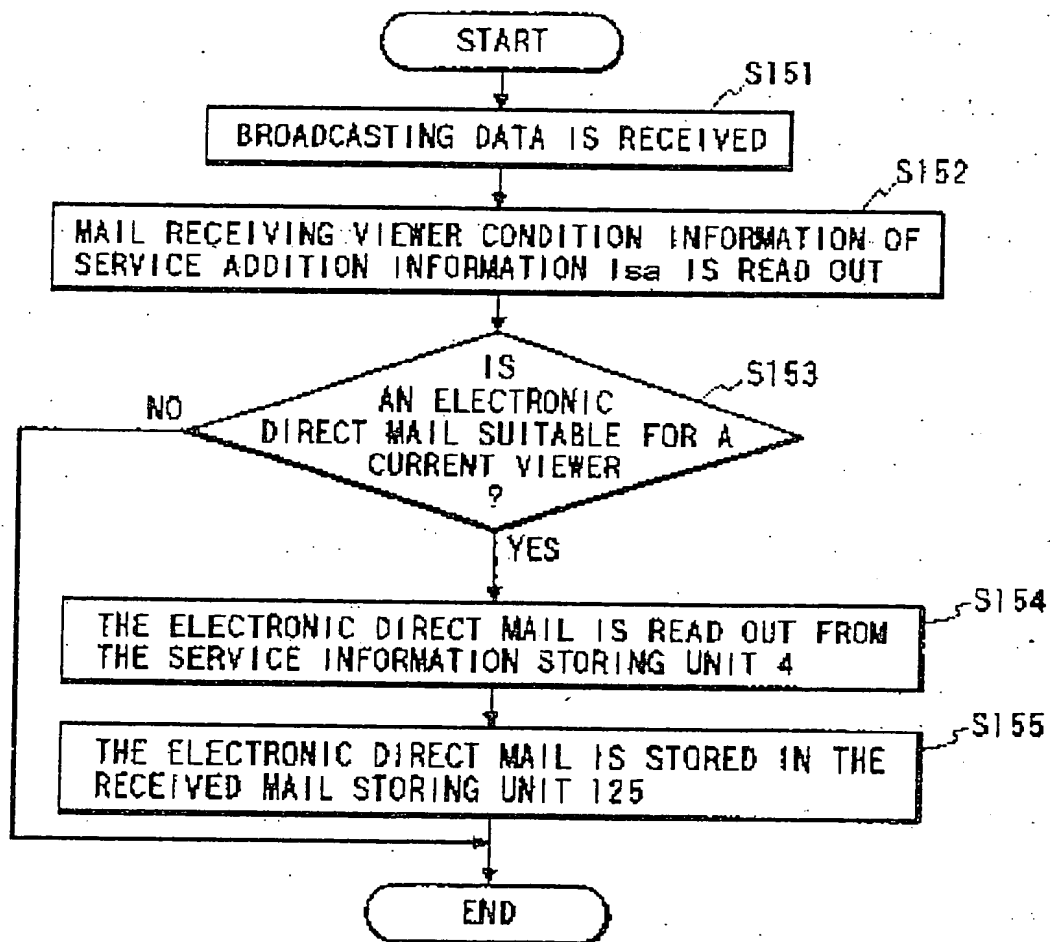 START
S151
BROADCASTING DATA IS RECEIVED
S152
MAIL RECEIVING VIEWER CONDITION INFORMATION OF
SERVICE ADDITION INFORMATION Isa IS READ OUT
S153
IS
AN ELECTRONIC
DIRECT MAIL SUITABLE FOR A
CURRENT VIEWER
?
NO
YES
S154
THE ELECTRONIC DIRECT MAIL IS READ OUT FROM
THE SERVICE INFORMATION STORING UNIT 4
S155
THE ELECTRONIC DIRECT MAIL IS STORED IN THE
RECEIVED MAIL STORING UNIT 125
END